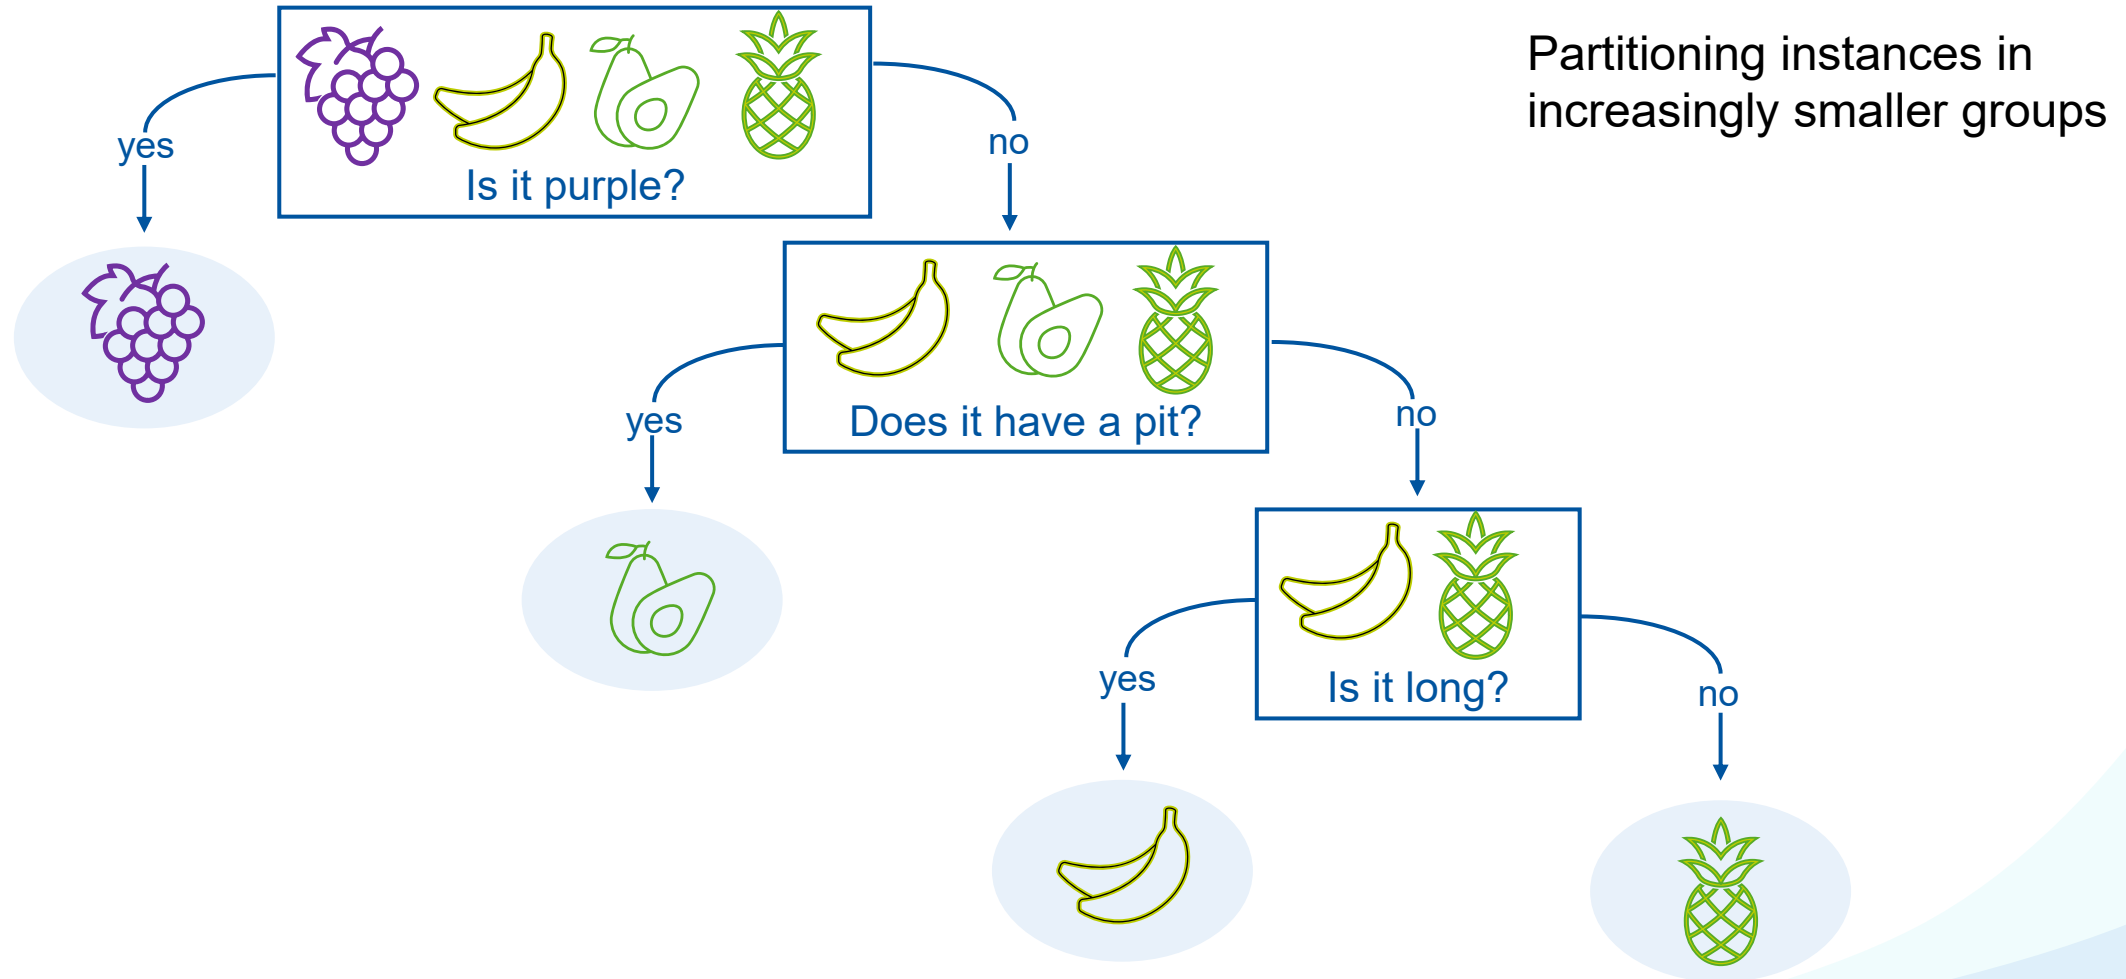 Partitioning instances in
increasingly smaller groups
yes
no
Is it purple?
yes
no
Does it have a pit?
yes
no
Is it long?